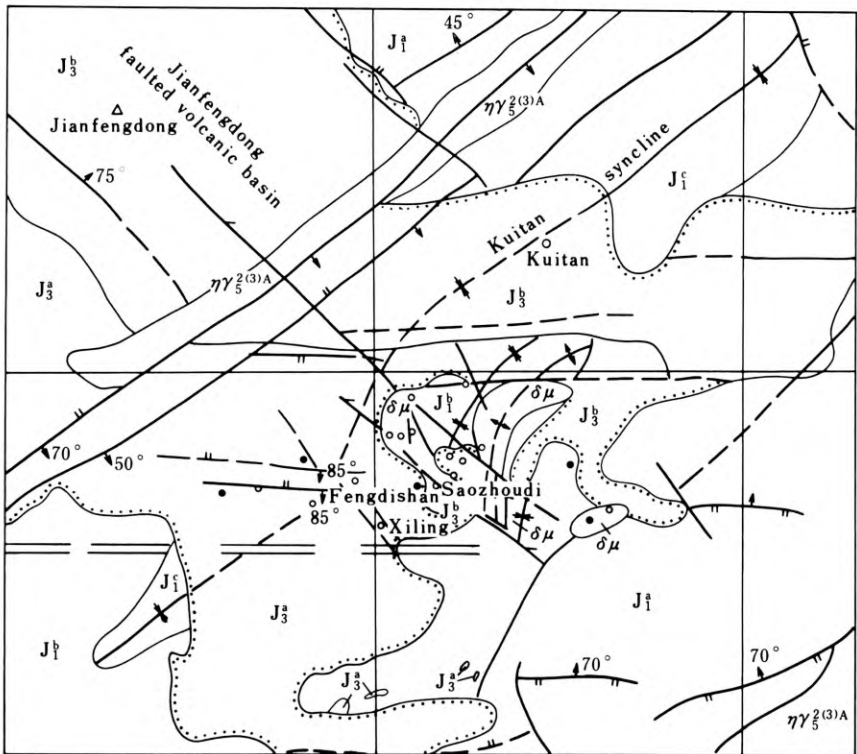 J₃ᵇ
Jianfengdong
Jianfengdong
faulted volcanic basin
J₁ᵃ
45°
ηγ₅²⁽³⁾ᴬ
syncline
J₁ᶜ
75°
Kuitan
Kuitan
J₃ᵃ
ηγ₅²⁽³⁾ᴬ
J₃ᵇ
δμ
J₁ᵇ
δμ
J₃ᵇ
70°
50°
85°
Fengdishan
Saozhoudi
85°
J₃ᵇ
Xiling
δμ
δμ
J₁ᶜ
J₃ᵃ
J₁ᵃ
J₁ᵇ
J₃ᵃ
J₃ᵃ
70°
70°
ηγ₅²⁽³⁾ᴬ